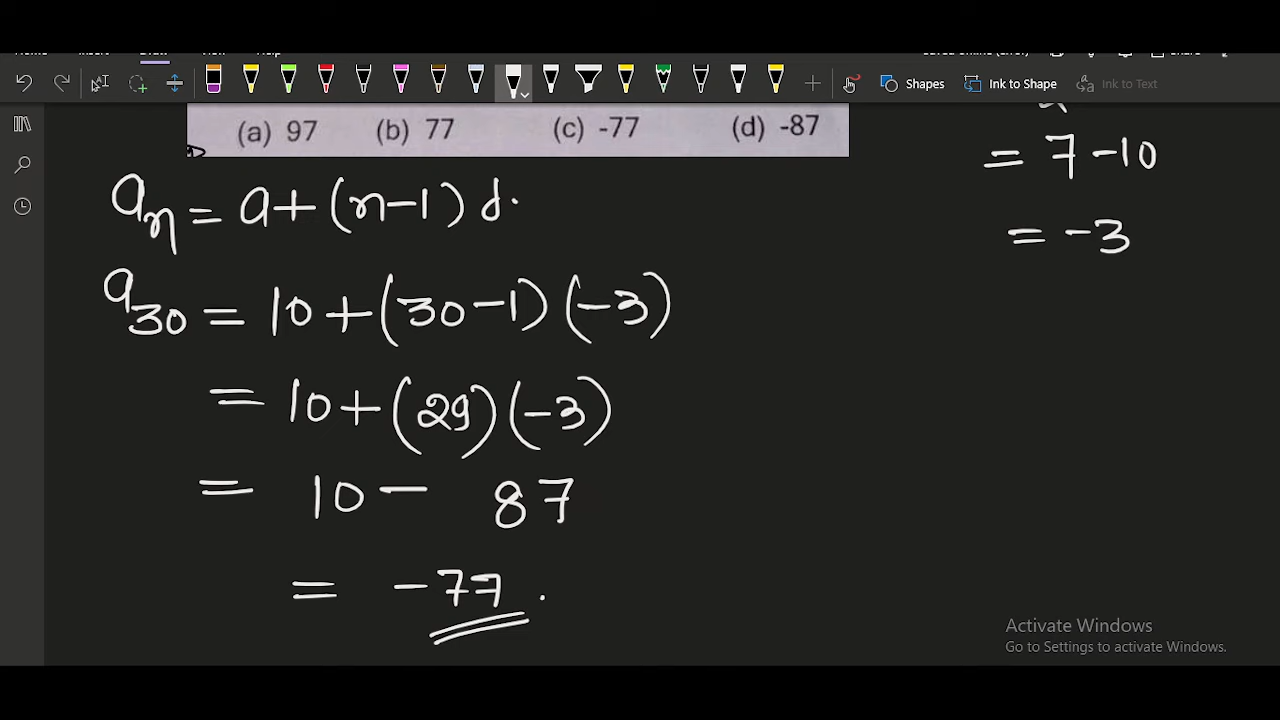 Shapes Ink to Shape Ink to Text
(a) 97 (b) 77 (c) -77 (d) -87
= 7 - 10
= -3
aₙ = a + (n - 1) d.
a₃₀ = 10 + (30 - 1) (-3)
= 10 + (29) (-3)
= 10 - 87
= -77.
Activate Windows
Go to Settings to activate Windows.